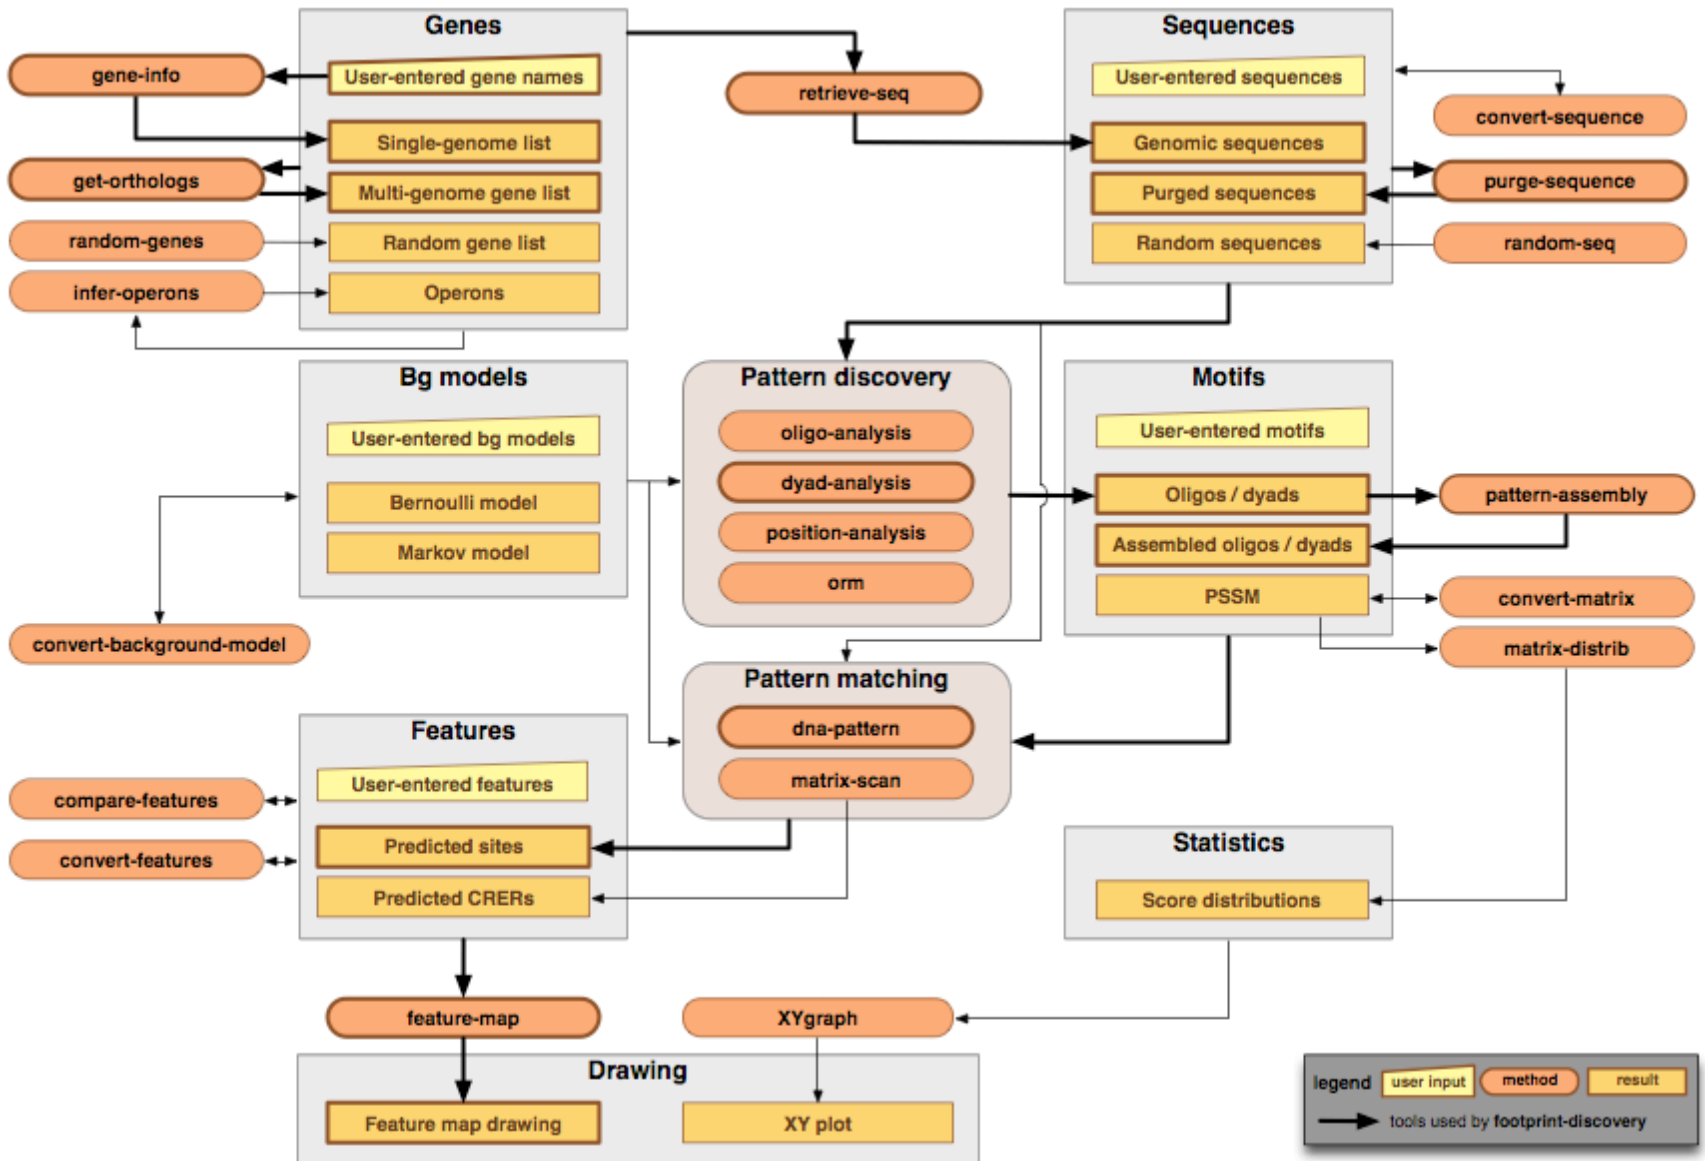 Genes
Sequences
gene-info
User-entered gene names
retrieve-seq
User-entered sequences
convert-sequence
Single-genome list
Genomic sequences
get-orthologs
Multi-genome gene list
Purged sequences
purge-sequence
random-genes
Random gene list
Random sequences
random-seq
infer-operons
Operons
Bg models
Pattern discovery
Motifs
User-entered bg models
oligo-analysis
User-entered motifs
Bernoulli model
dyad-analysis
Oligos / dyads
pattern-assembly
Markov model
position-analysis
Assembled oligos / dyads
orm
PSSM
convert-matrix
convert-background-model
matrix-distrib
Pattern matching
Features
dna-pattern
User-entered features
matrix-scan
compare-features
Predicted sites
convert-features
Statistics
Predicted CRERs
Score distributions
feature-map
XYgraph
Drawing
Feature map drawing
XY plot
legend
user input
method
result
tools used by footprint-discovery